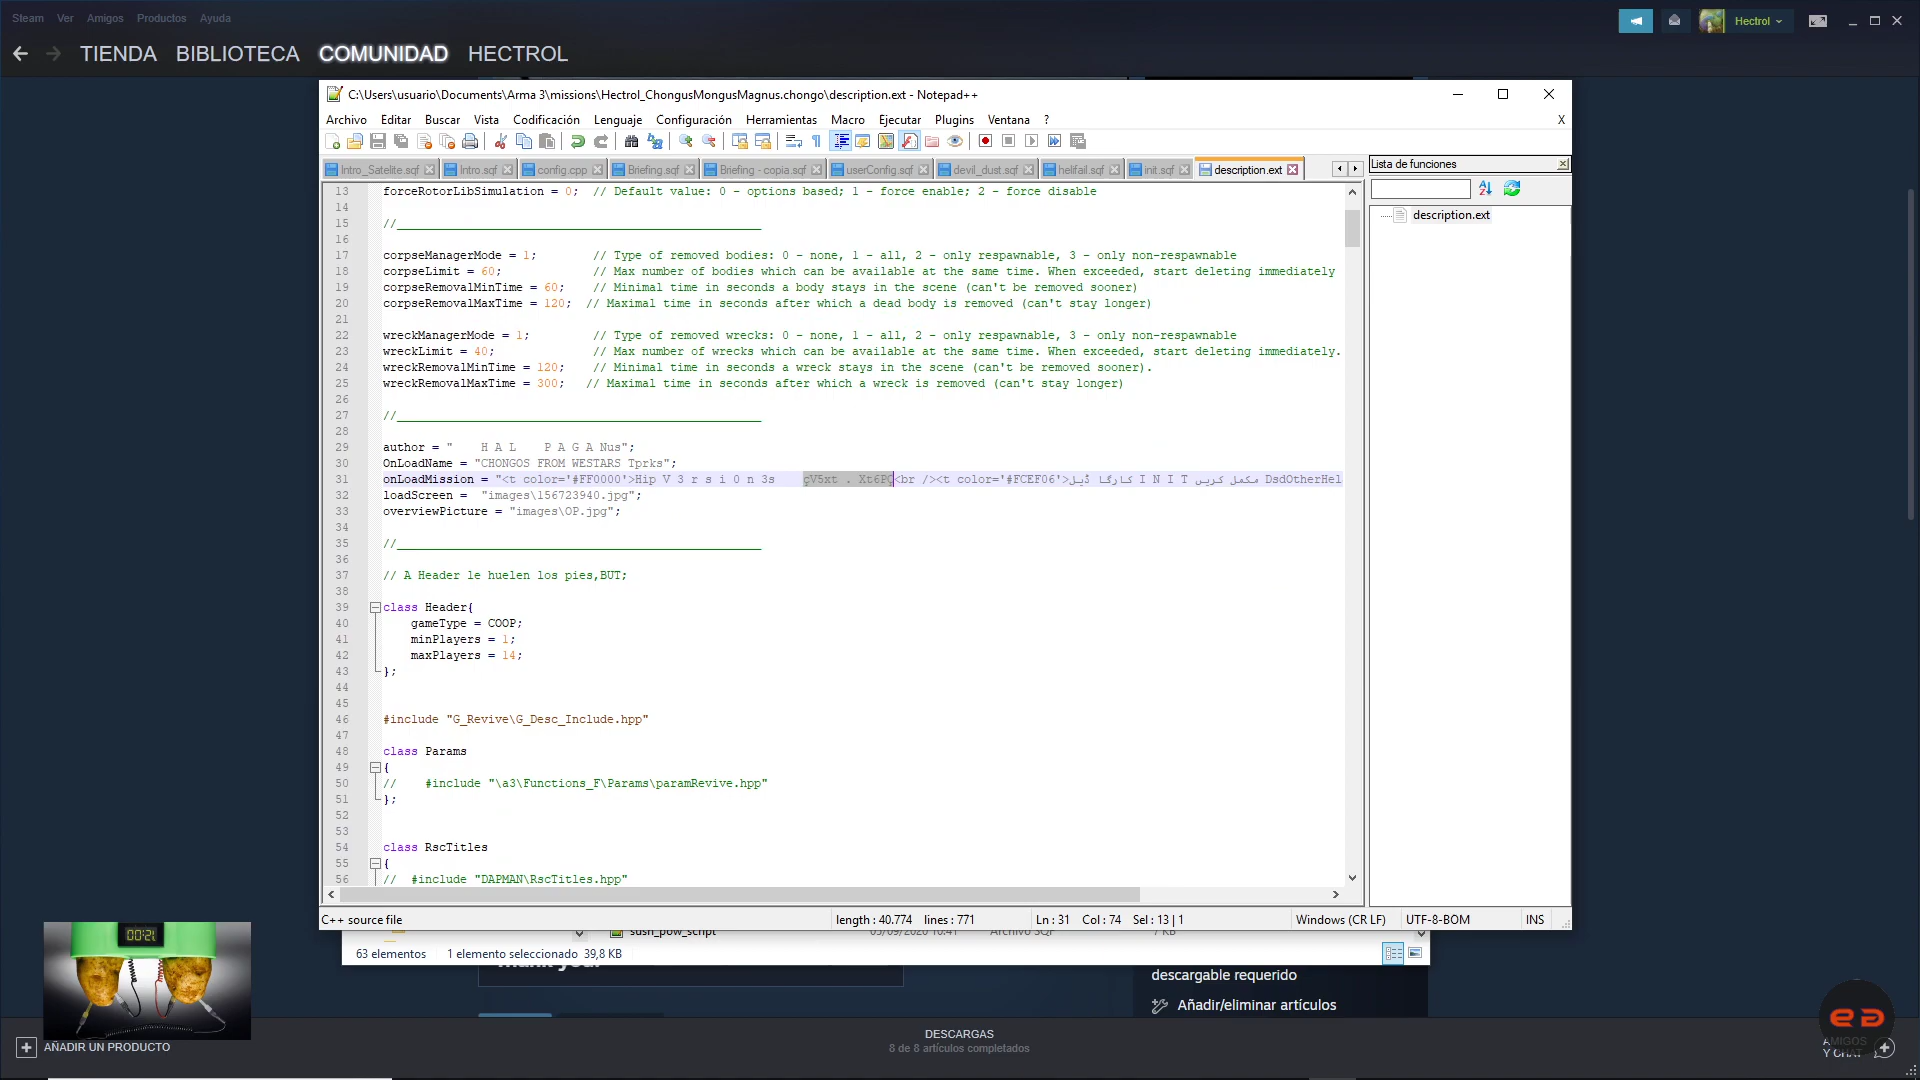 Steam Ver Amigos Productos Ayuda
Hectrol
TIENDA BIBLIOTECA COMUNIDAD HECTROL
C:\Users\usuario\Documents\Arma 3\missions\Hectrol_ChongusMongusMagnus.chongo\description.ext - Notepad++
Archivo Editar Buscar Vista Codificación Lenguaje Configuración Herramientas Macro Ejecutar Plugins Ventana ? X
Intro_Satelite.sqf Intro.sqf config.cpp Briefing.sqf Briefing - copia.sqf userConfig.sqf devil_dust.sqf helifail.sqf init.sqf description.ext
Lista de funciones
description.ext
13 forceRotorLibSimulation = 0; // Default value: 0 - options based; 1 - force enable; 2 - force disable
14
15 //____________________________________________________
16
17 corpseManagerMode = 1; // Type of removed bodies: 0 - none, 1 - all, 2 - only respawnable, 3 - only non-respawnable
18 corpseLimit = 60; // Max number of bodies which can be available at the same time. When exceeded, start deleting immediately
19 corpseRemovalMinTime = 60; // Minimal time in seconds a body stays in the scene (can't be removed sooner)
20 corpseRemovalMaxTime = 120; // Maximal time in seconds after which a dead body is removed (can't stay longer)
21
22 wreckManagerMode = 1; // Type of removed wrecks: 0 - none, 1 - all, 2 - only respawnable, 3 - only non-respawnable
23 wreckLimit = 40; // Max number of wrecks which can be available at the same time. When exceeded, start deleting immediately.
24 wreckRemovalMinTime = 120; // Minimal time in seconds a wreck stays in the scene (can't be removed sooner).
25 wreckRemovalMaxTime = 300; // Maximal time in seconds after which a wreck is removed (can't stay longer)
26
27 //____________________________________________________
28
29 author = " H A L P A G A Nus";
30 OnLoadName = "CHONGOS FROM WESTARS Tprks";
31 onLoadMission = "<t color='#FF0000'>Hip V 3 r s i 0 n 3s çV5xt . Xt6PÇ<br /><t color='#FCEF06'>کارگا ڈیل I N I T مکمل کریں DsdOtherHel
32 loadScreen = "images\156723940.jpg";
33 overviewPicture = "images\OP.jpg";
34
35 //____________________________________________________
36
37 // A Header le huelen los pies,BUT;
38
39 class Header{
40 gameType = COOP;
41 minPlayers = 1;
42 maxPlayers = 14;
43 };
44
45
46 #include "G_Revive\G_Desc_Include.hpp"
47
48 class Params
49 {
50 // #include "\a3\Functions_F\Params\paramRevive.hpp"
51 };
52
53
54 class RscTitles
55 {
56 // #include "DAPMAN\RscTitles.hpp"
C++ source file length : 40.774 lines : 771 Ln : 31 Col : 74 Sel : 13 | 1 Windows (CR LF) UTF-8-BOM INS
63 elementos 1 elemento seleccionado 39,8 KB
descargable requerido
Añadir/eliminar artículos
00:21
AÑADIR UN PRODUCTO
DESCARGAS
8 de 8 artículos completados
AMIGOS
Y CHAT